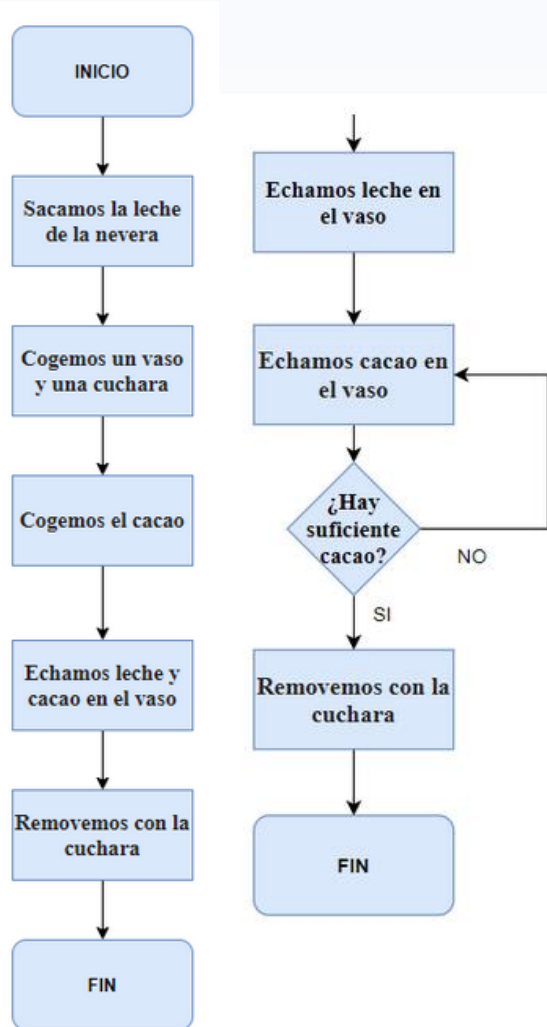 INICIO
Sacamos la leche
de la nevera
Cogemos un vaso
y una cuchara
Cogemos el cacao
Echamos leche y
cacao en el vaso
Removemos con la
cuchara
FIN
Echamos leche en
el vaso
Echamos cacao en
el vaso
¿Hay
suficiente
cacao?
NO
SI
Removemos con la
cuchara
FIN